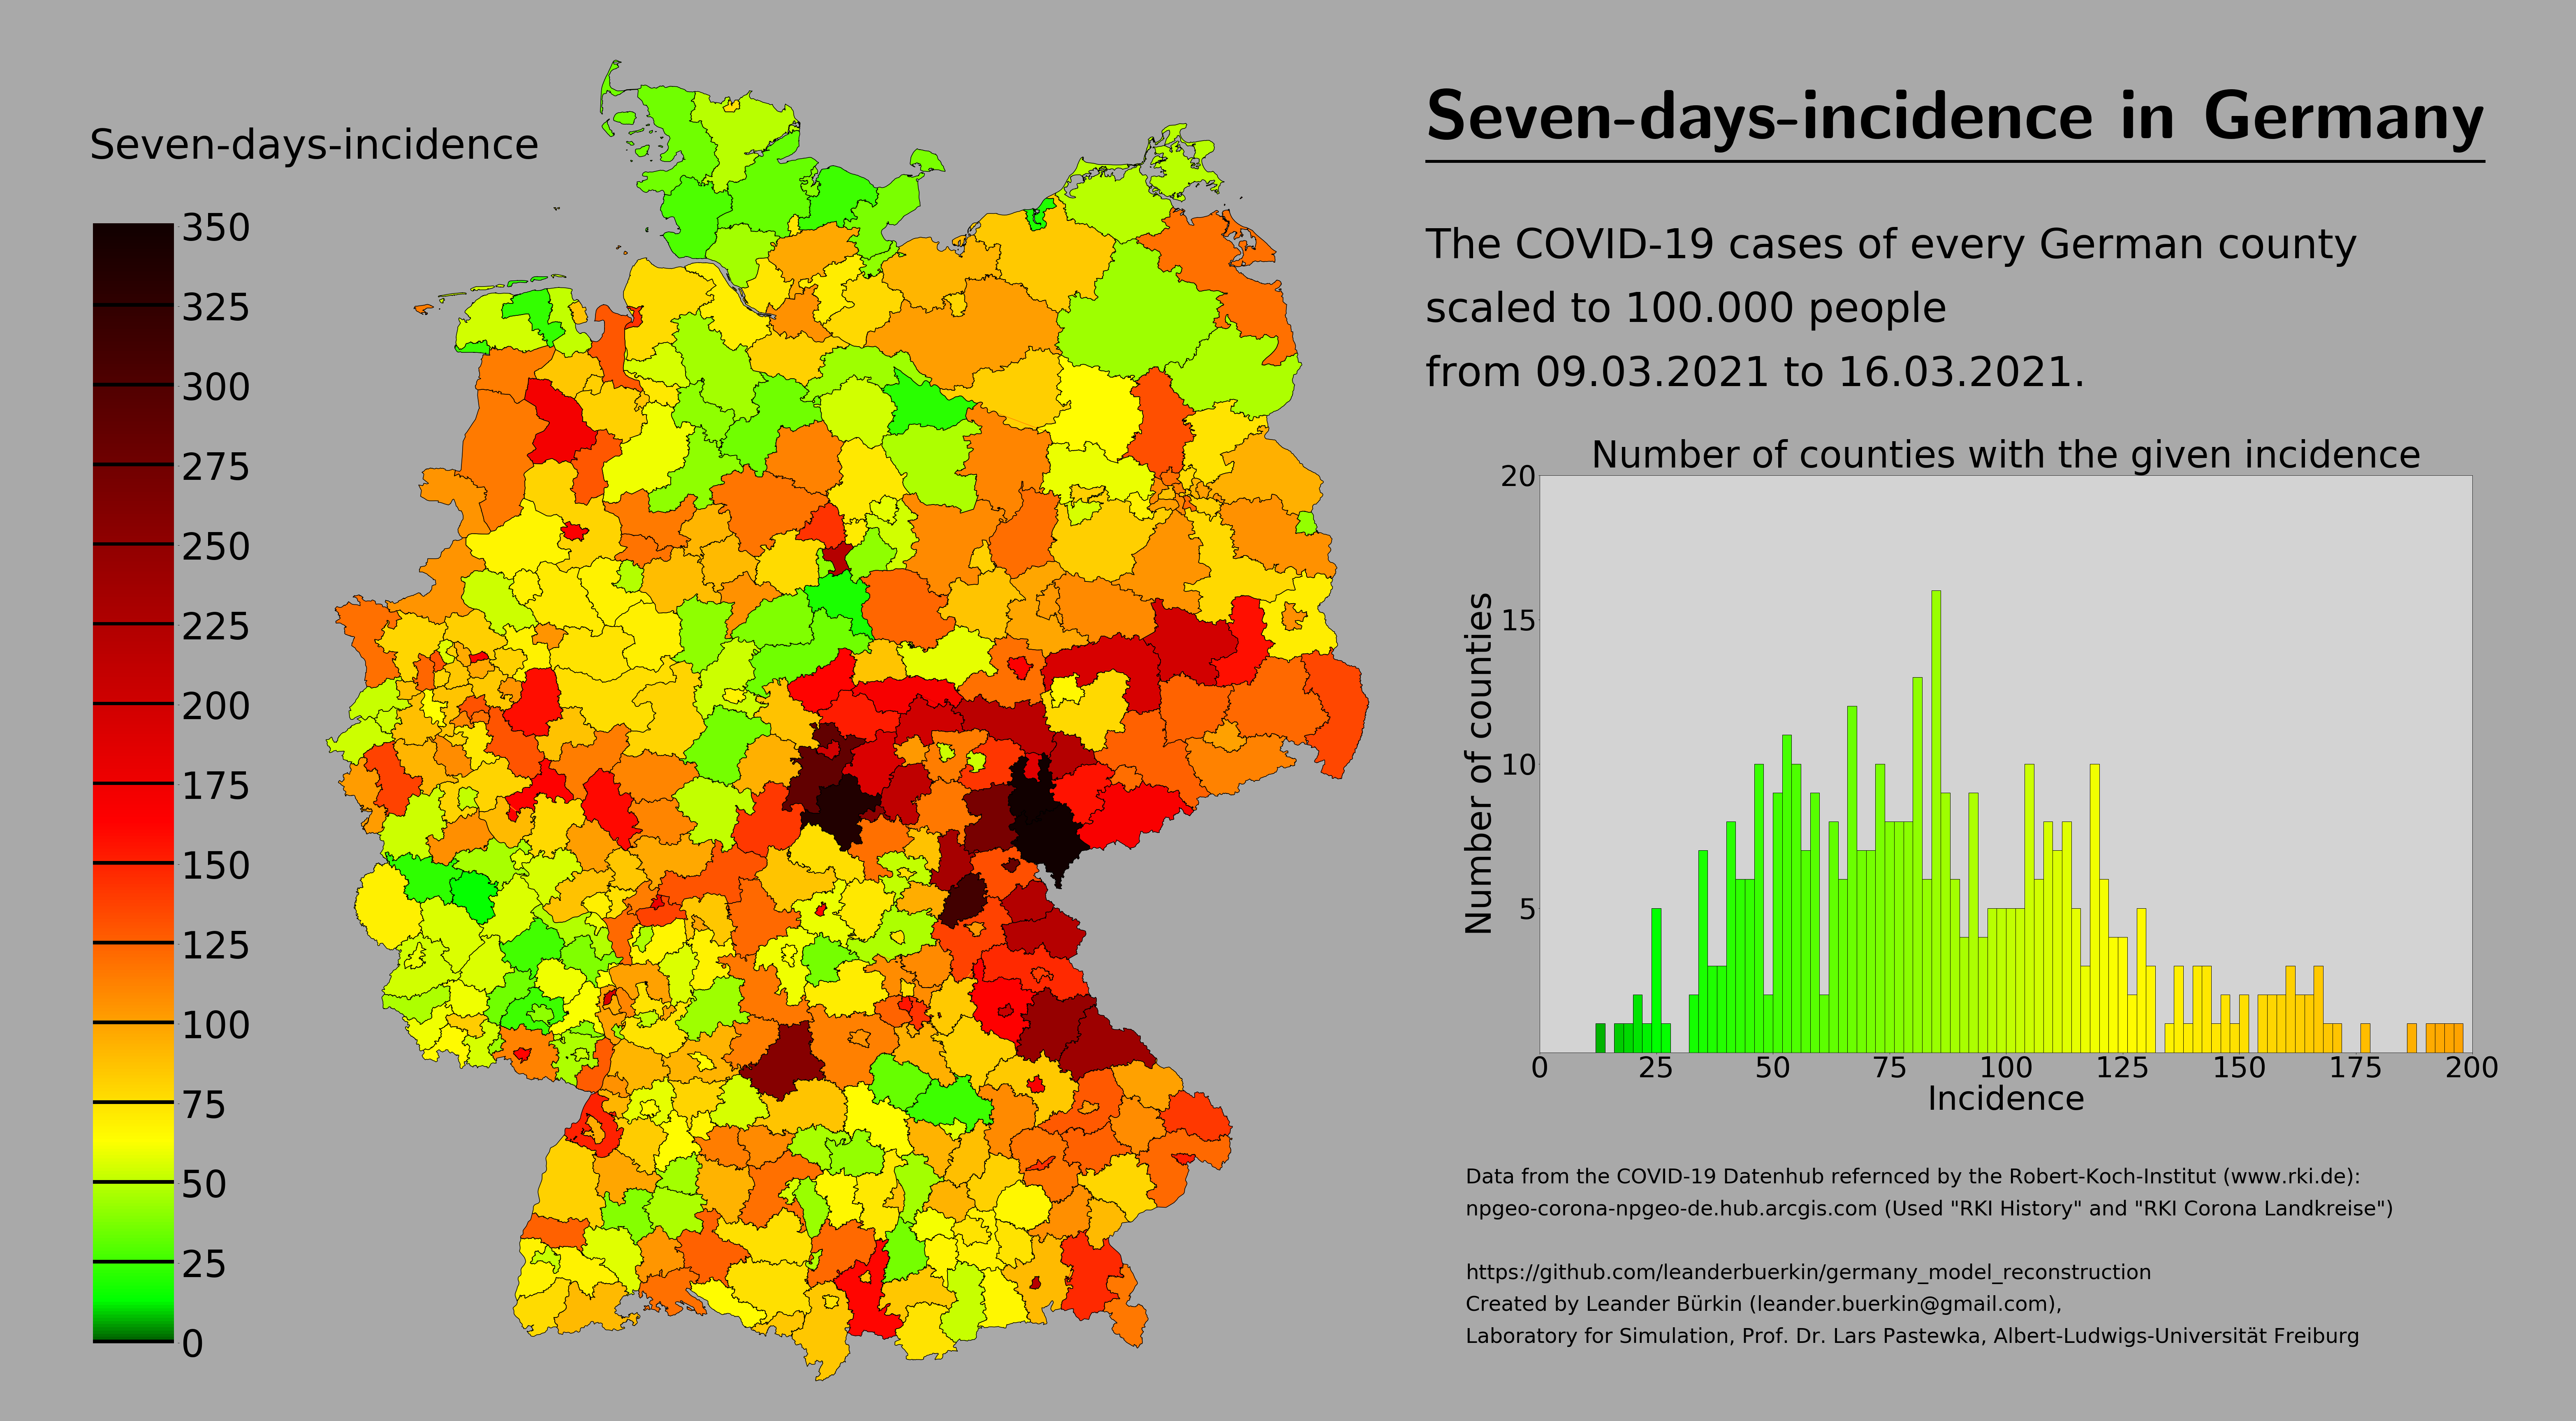 Seven-days-incidence in Germany
Seven-days-incidence
350
325
300
275
250
225
200
175
150
125
100
75
50
25
0
The COVID-19 cases of every German county
scaled to 100.000 people
from 09.03.2021 to 16.03.2021.
Number of counties with the given incidence
20
15
10
5
Number of counties
0 25 50 75 100 125 150 175 200
Incidence
Data from the COVID-19 Datenhub refernced by the Robert-Koch-Institut (www.rki.de):
npgeo-corona-npgeo-de.hub.arcgis.com (Used "RKI History" and "RKI Corona Landkreise")
https://github.com/leanderbuerkin/germany_model_reconstruction
Created by Leander Bürkin (leander.buerkin@gmail.com),
Laboratory for Simulation, Prof. Dr. Lars Pastewka, Albert-Ludwigs-Universität Freiburg